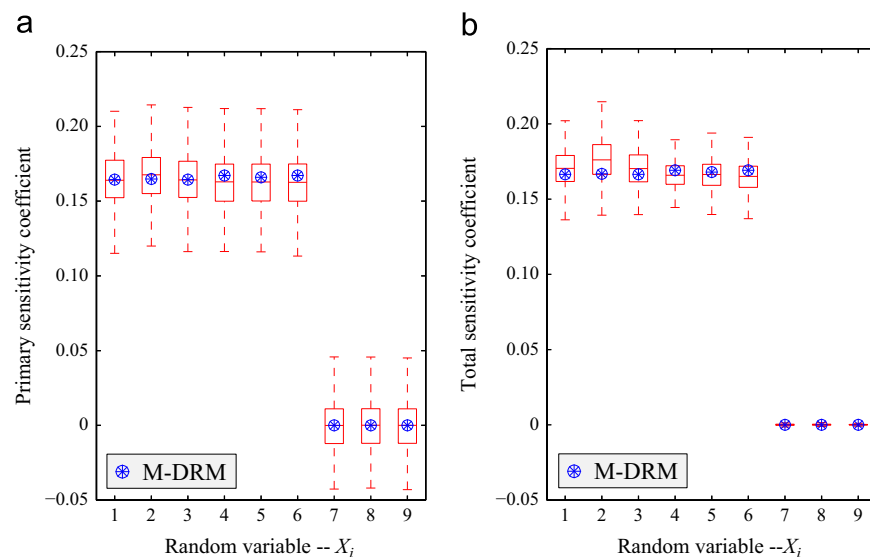 a
0.25
0.20
0.15
0.10
0.05
0
−0.05
Primary sensitivity coefficient
M-DRM
1 2 3 4 5 6 7 8 9
Random variable -- Xi
b
0.25
0.20
0.15
0.10
0.05
0
−0.05
Total sensitivity coefficient
M-DRM
1 2 3 4 5 6 7 8 9
Random variable --Xi